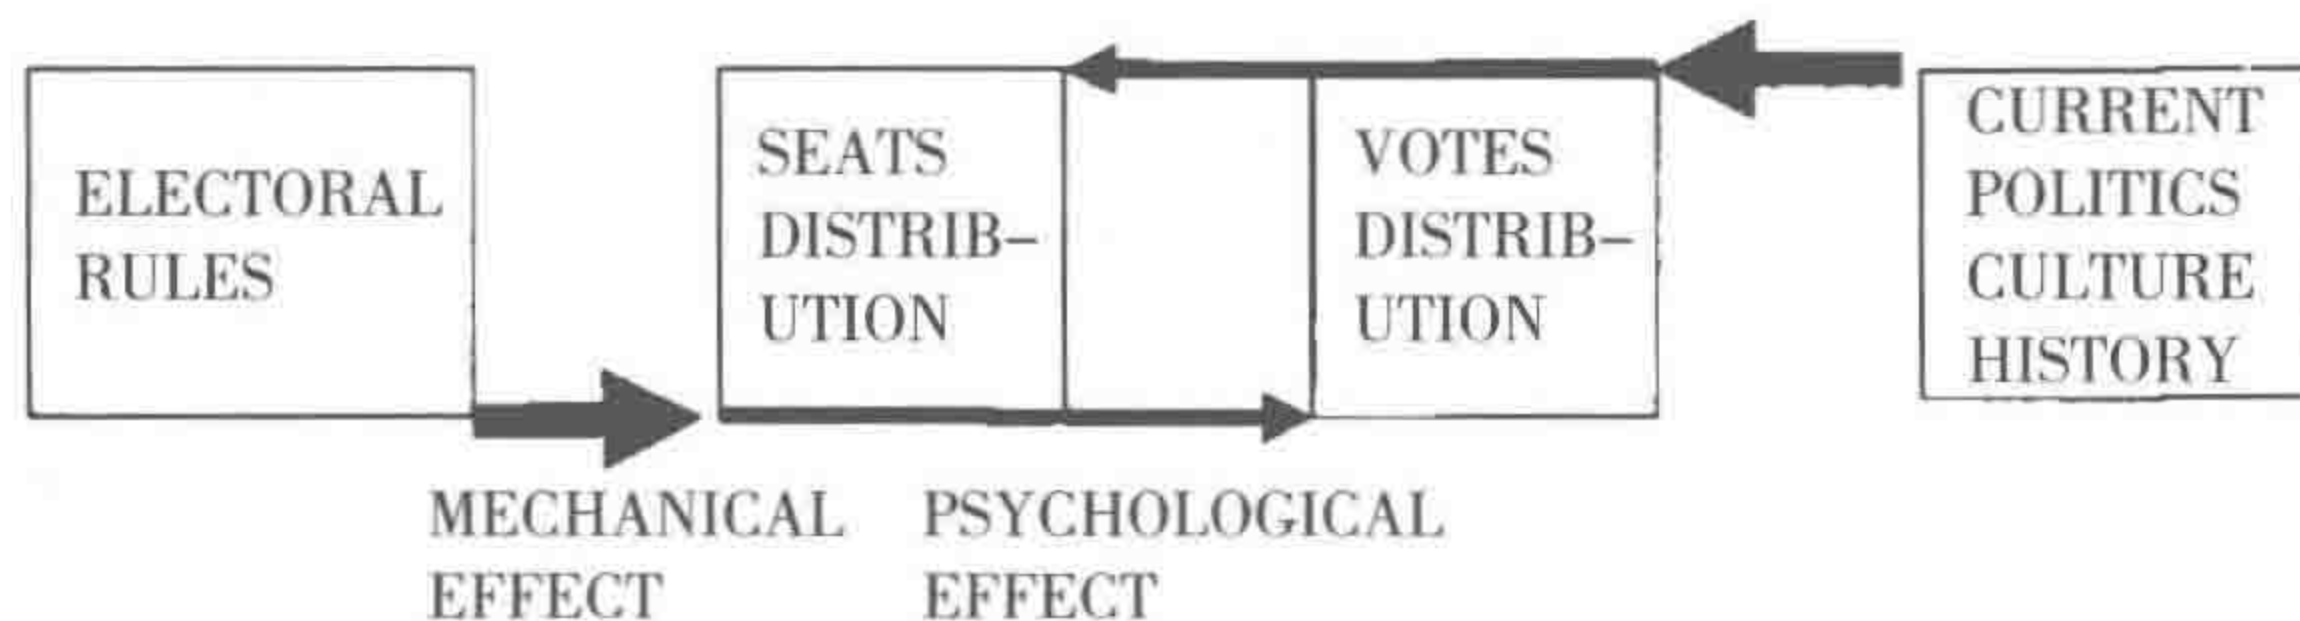 ELECTORAL
RULES
SEATS
DISTRIB–
UTION
VOTES
DISTRIB–
UTION
CURRENT
POLITICS
CULTURE
HISTORY
MECHANICAL
EFFECT
PSYCHOLOGICAL
EFFECT